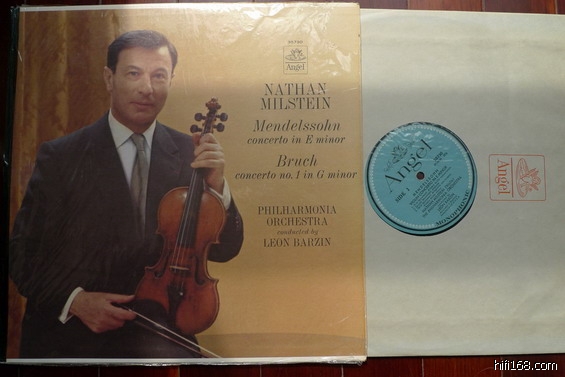 Angel
NATHAN
MILSTEIN
Mendelssohn
concerto in E minor
Bruch
concerto no. 1 in G minor
PHILHARMONIA
ORCHESTRA
conducted by
LEON BARZIN
Angel
MONOPHONIC
Angel
hifi168.com